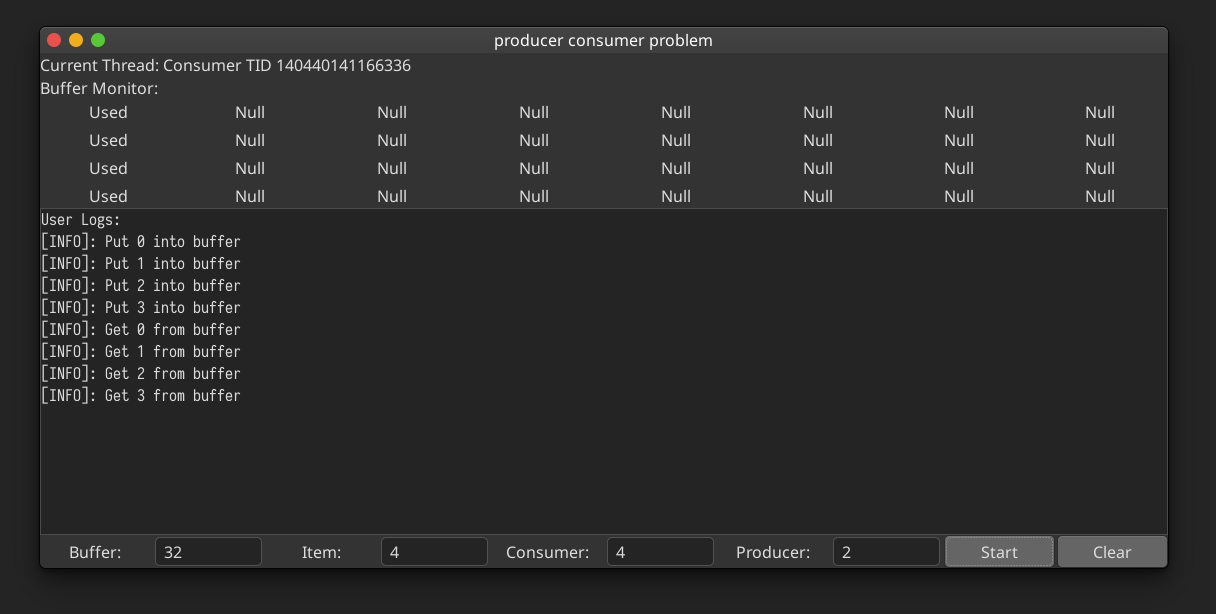 producer consumer problem
Current Thread: Consumer TID 140440141166336
Buffer Monitor:
Used Null Null Null Null Null Null Null
Used Null Null Null Null Null Null Null
Used Null Null Null Null Null Null Null
Used Null Null Null Null Null Null Null
User Logs:
[INFO]: Put 0 into buffer
[INFO]: Put 1 into buffer
[INFO]: Put 2 into buffer
[INFO]: Put 3 into buffer
[INFO]: Get 0 from buffer
[INFO]: Get 1 from buffer
[INFO]: Get 2 from buffer
[INFO]: Get 3 from buffer
Buffer: 32 Item: 4 Consumer: 4 Producer: 2 Start Clear